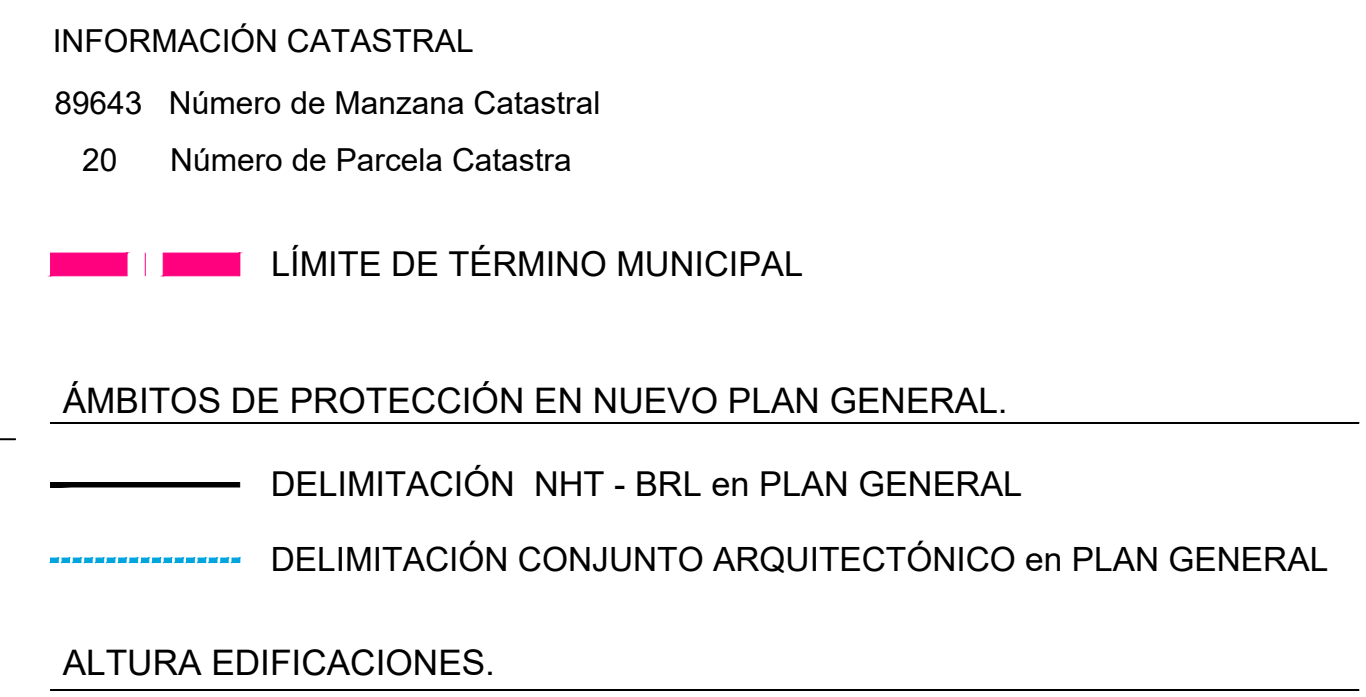 INFORMACIÓN CATASTRAL
89643 Número de Manzana Catastral
20 Número de Parcela Catastra
LÍMITE DE TÉRMINO MUNICIPAL
ÁMBITOS DE PROTECCIÓN EN NUEVO PLAN GENERAL.
DELIMITACIÓN NHT - BRL en PLAN GENERAL
DELIMITACIÓN CONJUNTO ARQUITECTÓNICO en PLAN GENERAL
ALTURA EDIFICACIONES.